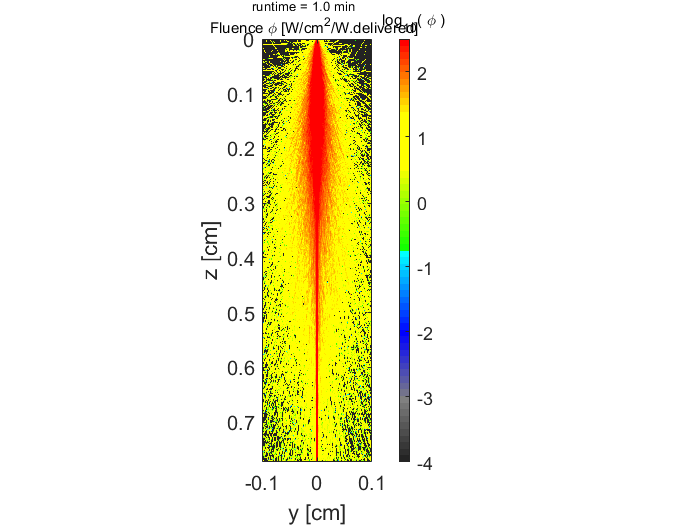 runtime = 1.0 min
Fluence φ [W/cm2/W.delivered]
log10( φ )
0
0.1
0.2
0.3
0.4
0.5
0.6
0.7
z [cm]
-0.1 0 0.1
y [cm]
2
1
0
-1
-2
-3
-4